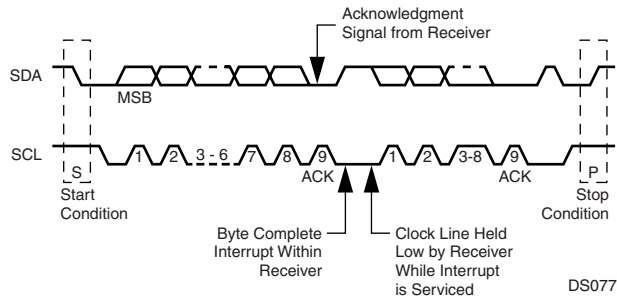 Acknowledgment
Signal from Receiver
SDA
MSB
SCL
S
1
2
3 - 6
7
8
9
1
2
3-8
9
P
ACK
ACK
Start
Condition
Stop
Condition
Byte Complete
Interrupt Within
Receiver
Clock Line Held
Low by Receiver
While Interrupt
is Serviced
DS077